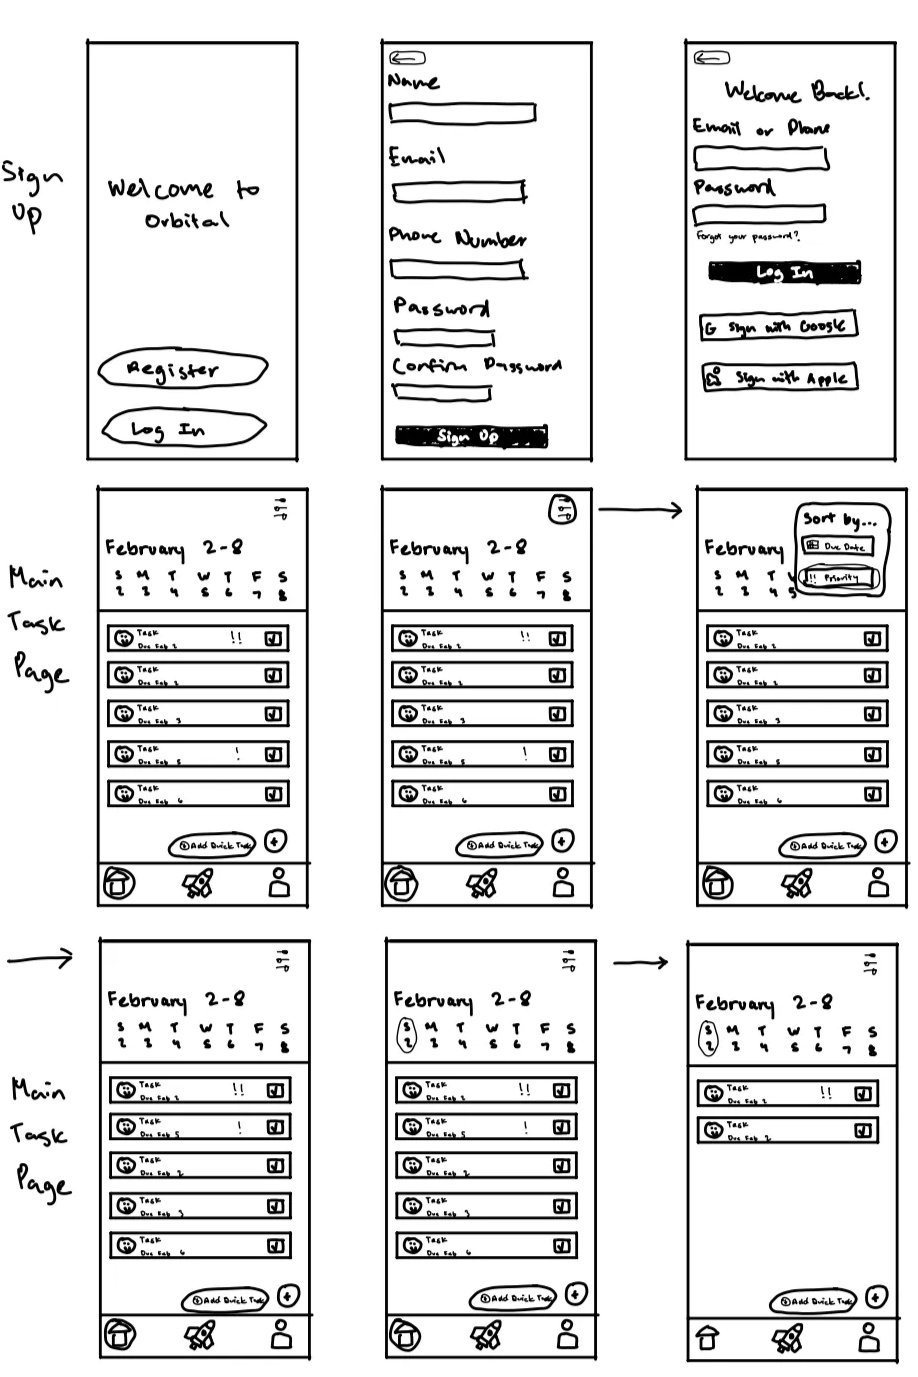 Sign
Up
Welcome to
Orbital
Register
Log In
Name
Email
Phone Number
Password
Confirm Password
Sign Up
Welcome Back!
Email or Phone
Password
Forgot your password?
Log In
G Sign with Google
Sign with Apple
Main
Task
Page
February 2-8
S M T W T F S
2 3 4 5 6 7 8
Task !!
Due Feb 2
Task
Due Feb 2
Task
Due Feb 3
Task !
Due Feb 5
Task
Due Feb 6
+ Add Quick Task +
February 2-8
S M T W T F S
2 3 4 5 6 7 8
Task !!
Due Feb 2
Task
Due Feb 2
Task
Due Feb 3
Task !
Due Feb 5
Task
Due Feb 6
+ Add Quick Task +
Sort by...
Due Date
!! Priority
February
S M T W
2 3 4 5
Task
Due Feb 2
Task
Due Feb 2
Task
Due Feb 3
Task
Due Feb 5
Task
Due Feb 6
+ Add Quick Task +
Main
Task
Page
February 2-8
S M T W T F S
2 3 4 5 6 7 8
Task !!
Due Feb 2
Task !
Due Feb 5
Task
Due Feb 2
Task
Due Feb 3
Task
Due Feb 6
+ Add Quick Task +
February 2-8
S M T W T F S
2 3 4 5 6 7 8
Task !!
Due Feb 2
Task !
Due Feb 5
Task
Due Feb 2
Task
Due Feb 3
Task
Due Feb 6
+ Add Quick Task +
February 2-8
S M T W T F S
2 3 4 5 6 7 8
Task !!
Due Feb 2
Task
Due Feb 2
+ Add Quick Task +